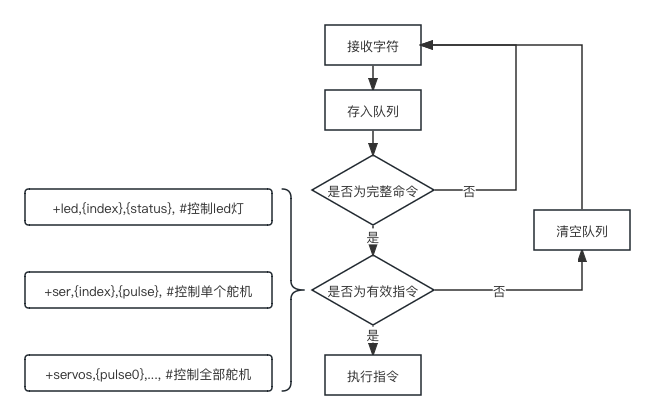 接收字符
存入队列
是否为完整命令
否
+led,{index},{status}, #控制led灯
清空队列
是
+ser,{index},{pulse}, #控制单个舵机
是否为有效指令
否
是
+servos,{pulse0},..., #控制全部舵机
执行指令